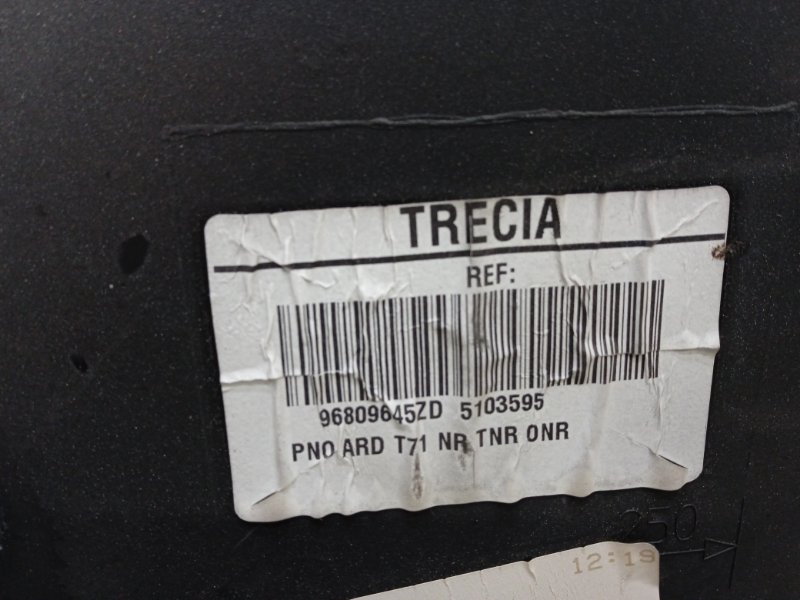 TRECIA
REF:
96809645ZD 5103595
PNO ARD T71 NR TNR ONR
250
12:19